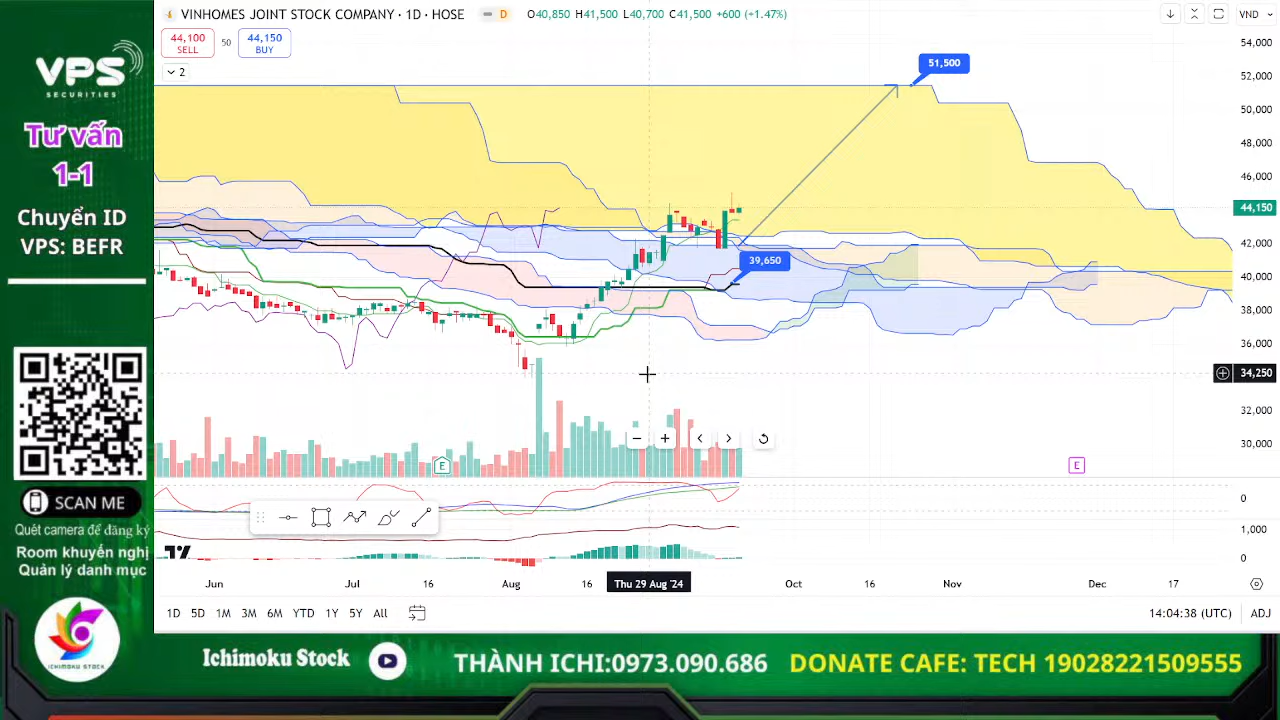 VPS
SECURITIES
Tư vấn
1-1
Chuyển ID
VPS: BEFR
SCAN ME
Quét camera để đăng ký
Room khuyến nghị
Quản lý danh mục
ICHIMOKU STOCK
VINHOMES JOINT STOCK COMPANY · 1D · HOSE D O40,850 H41,500 L40,700 C41,500 +600 (+1.47%)
VND
44,100
SELL
50
44,150
BUY
2
51,500
39,650
54,000
52,000
50,000
48,000
46,000
44,150
42,000
40,000
38,000
36,000
34,250
32,000
30,000
0
1,000
0
E
E
Jun Jul 16 Aug 16 Thu 29 Aug '24 Oct 16 Nov Dec 17
1D 5D 1M 3M 6M YTD 1Y 5Y All
14:04:38 (UTC) ADJ
Ichimoku Stock
THÀNH ICHI:0973.090.686
DONATE CAFE: TECH 19028221509555